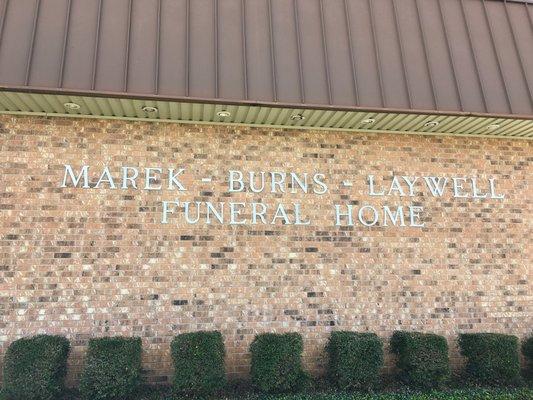 MAREK - BURNS - LAYWELL
FUNERAL HOME